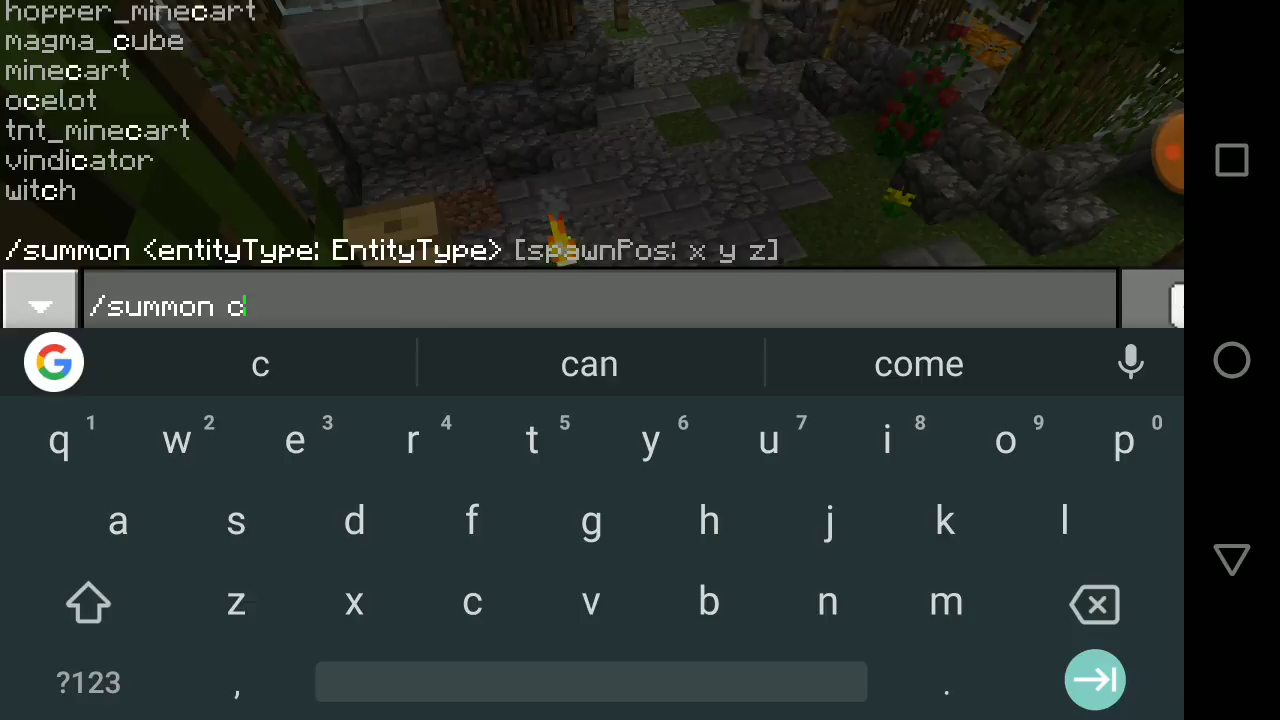 hopper_minecart
magma_cube
minecart
ocelot
tnt_minecart
vindicator
witch
/summon <entityType: EntityType> [spawnPos: x y z]
/summon c
c can come
q 1 w 2 e 3 r 4 t 5 y 6 u 7 i 8 o 9 p 0
a s d f g h j k l
z x c v b n m
?123 , .